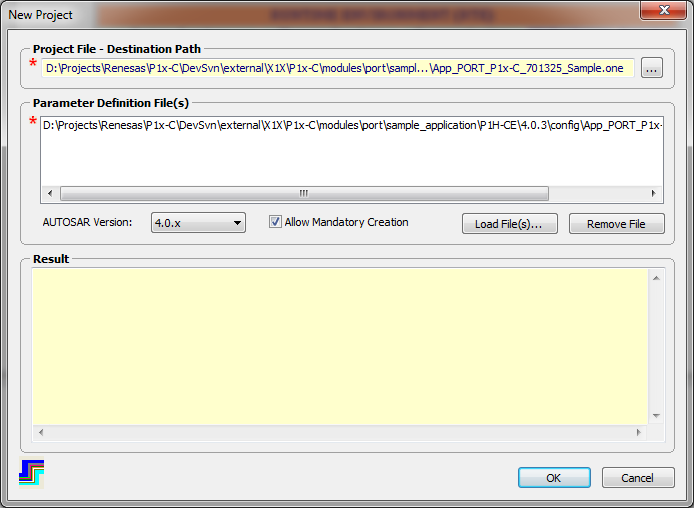 New Project
Project File - Destination Path
* D:\Projects\Renesas\P1x-C\DevSvn\external\X1X\P1x-C\modules\port\sampl...\App_PORT_P1x-C_701325_Sample.one
...
Parameter Definition File(s)
* D:\Projects\Renesas\P1x-C\DevSvn\external\X1X\P1x-C\modules\port\sample_application\P1H-CE\4.0.3\config\App_PORT_P1x-
AUTOSAR Version: 4.0.x Allow Mandatory Creation Load File(s)... Remove File
Result
OK Cancel